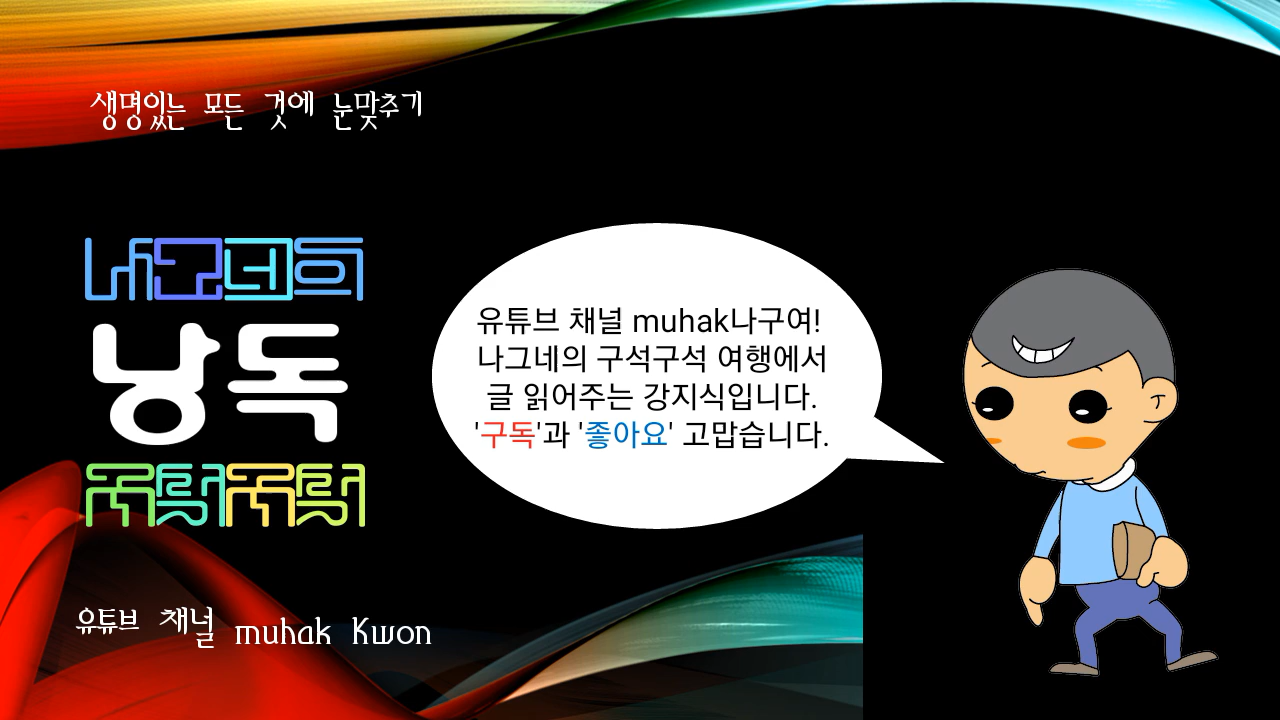 생명있는 모든 것에 눈맞추기
나그네의
낭독
구석구석
유튜브 채널 muhak나구여!
나그네의 구석구석 여행에서
글 읽어주는 강지식입니다.
'구독'과 '좋아요' 고맙습니다.
유튜브 채널 muhak Kwon